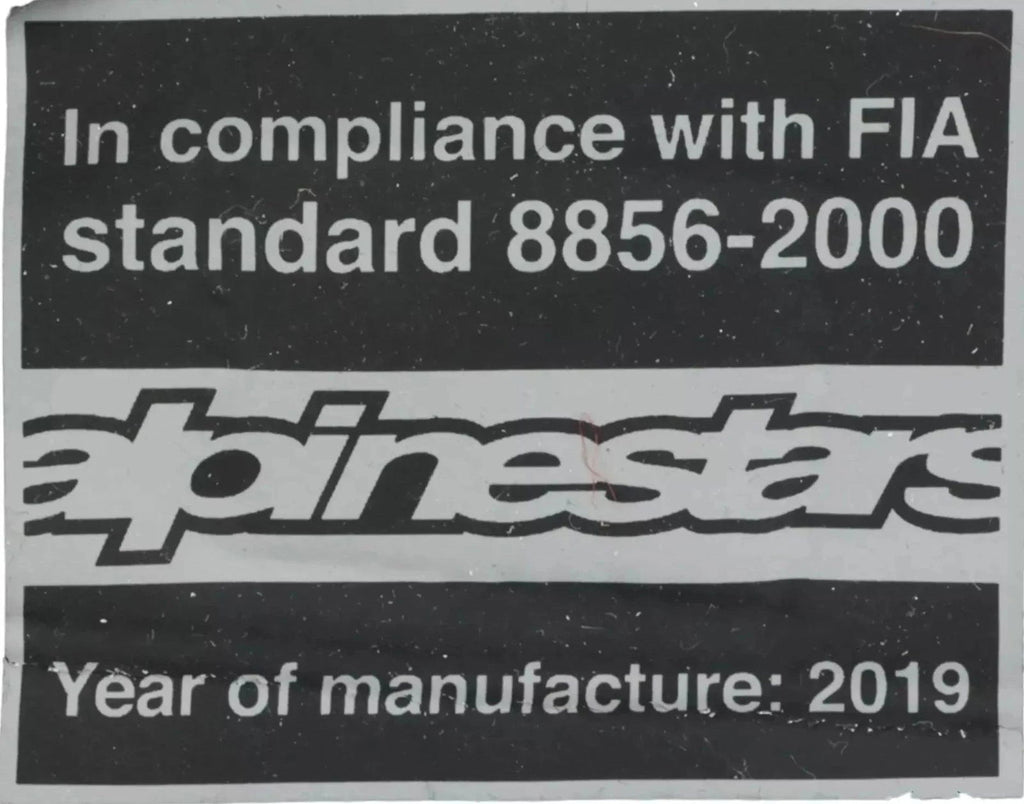 In compliance with FIA
standard 8856-2000
alpinestars
Year of manufacture: 2019